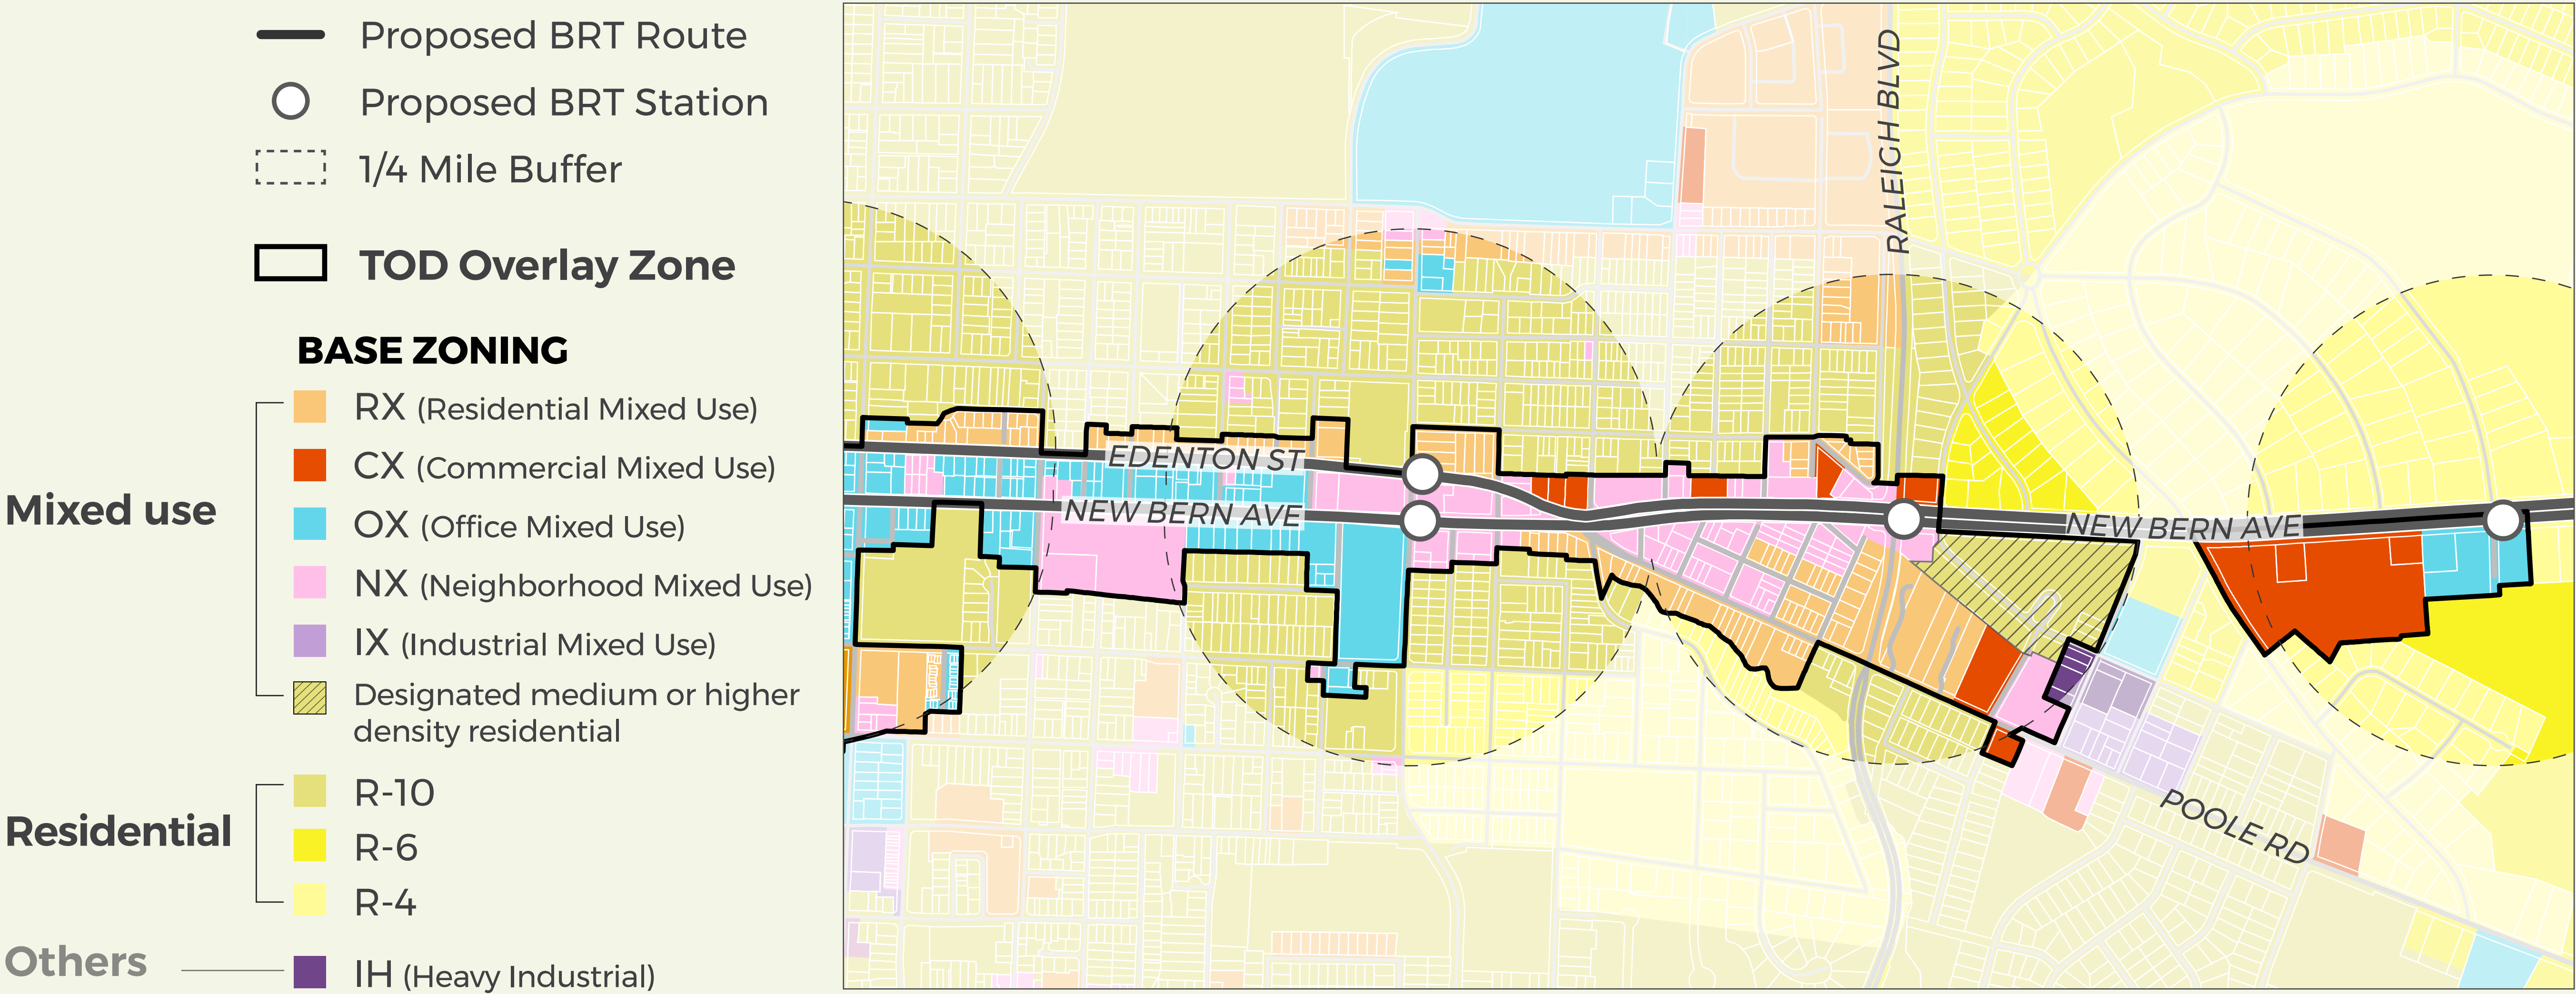 Proposed BRT Route
Proposed BRT Station
1/4 Mile Buffer
TOD Overlay Zone
BASE ZONING
Mixed use
RX (Residential Mixed Use)
CX (Commercial Mixed Use)
OX (Office Mixed Use)
NX (Neighborhood Mixed Use)
IX (Industrial Mixed Use)
Designated medium or higher
density residential
Residential
R-10
R-6
R-4
Others
IH (Heavy Industrial)
RALEIGH BLVD
EDENTON ST
NEW BERN AVE
NEW BERN AVE
POOLE RD